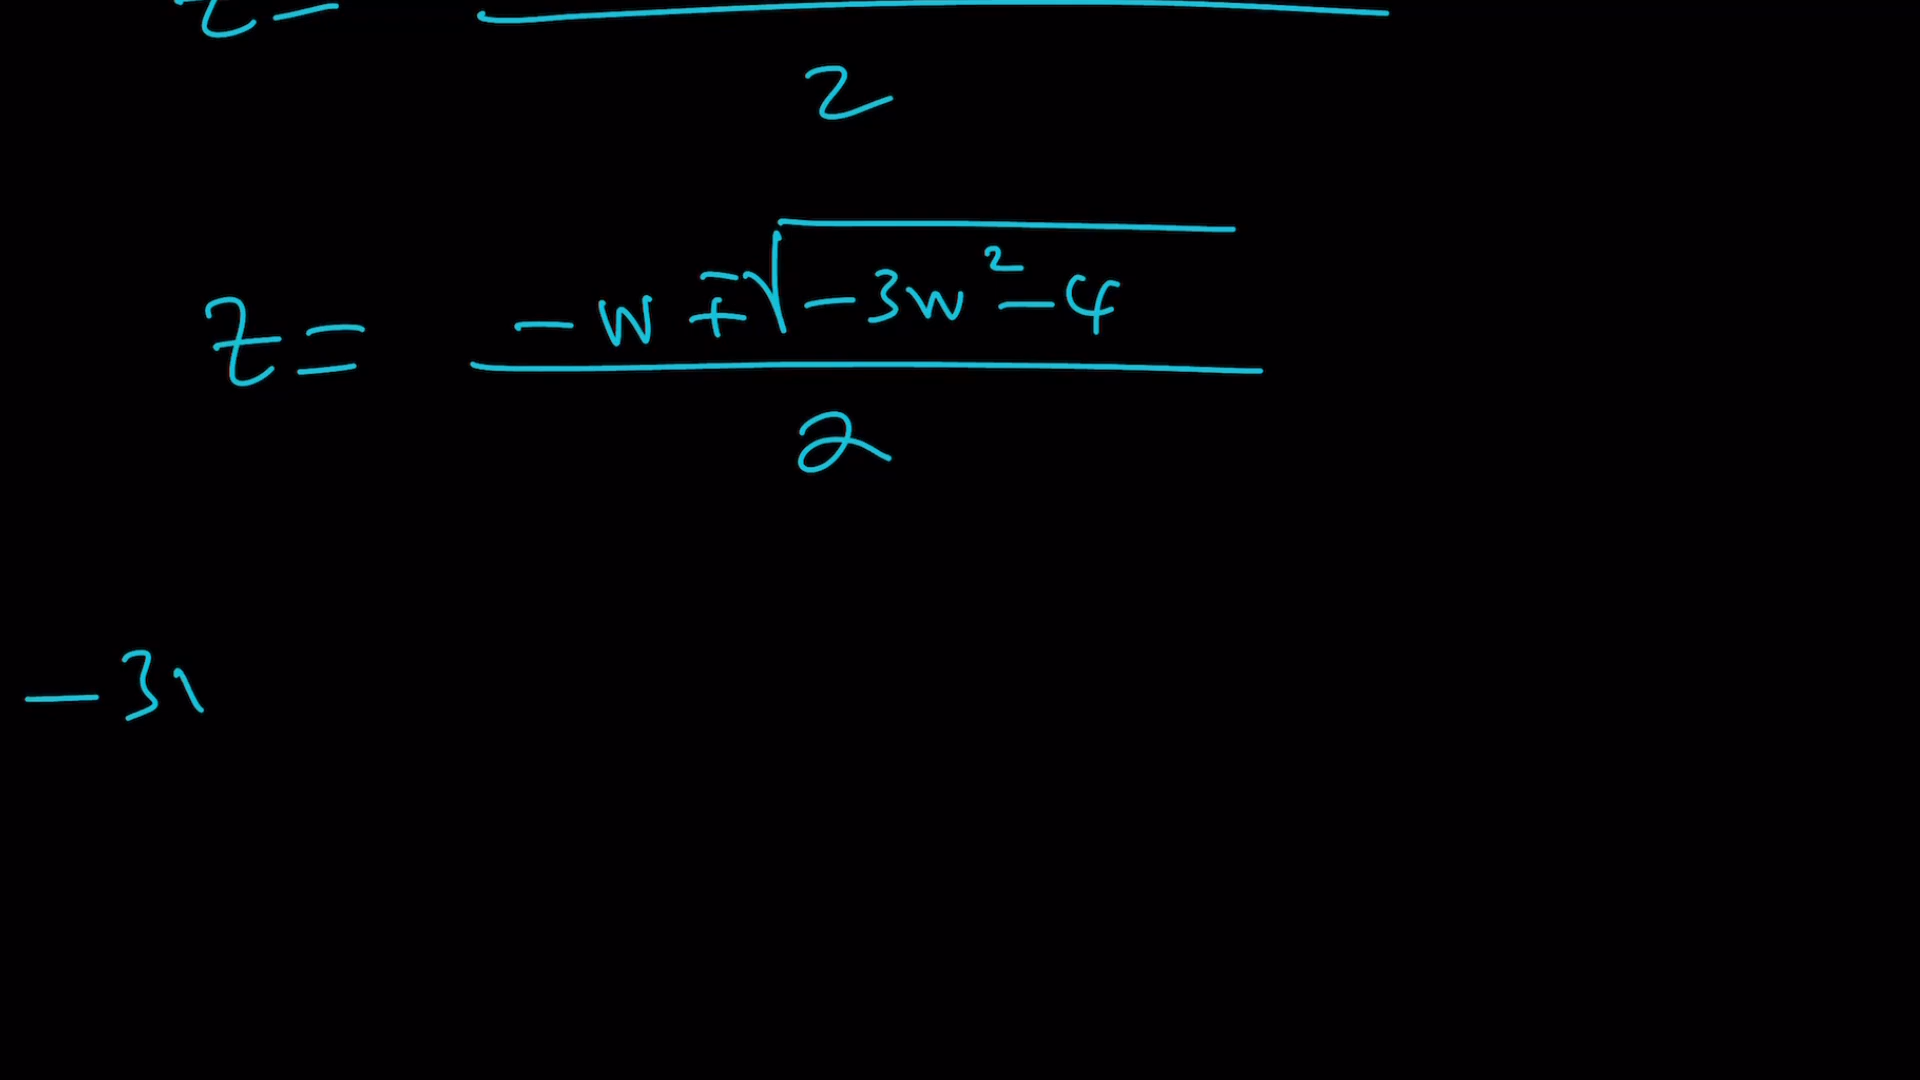 z =
2
z = -w ± √-3w²-4
2
-3